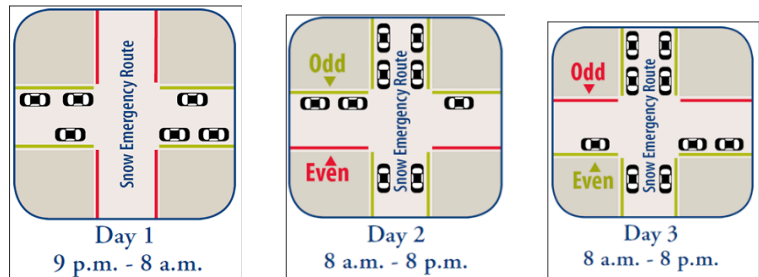 Snow Emergency Route
Day 1
9 p.m. - 8 a.m.
Odd
Snow Emergency Route
Even
Day 2
8 a.m. - 8 p.m.
Odd
Snow Emergency Route
Even
Day 3
8 a.m. - 8 p.m.